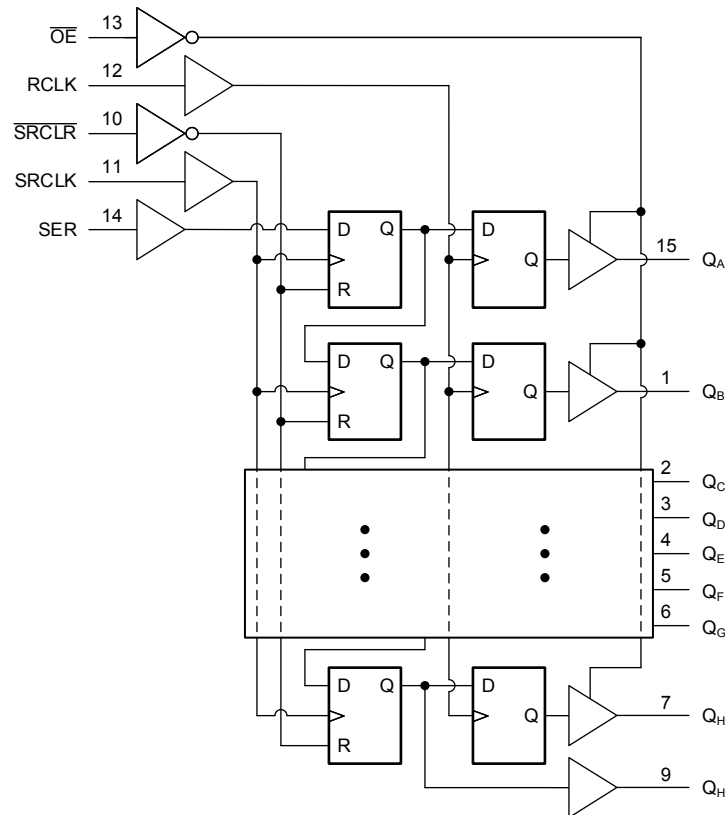 OE 13
RCLK 12
SRCLR 10
SRCLK 11
SER 14
D Q D
Q
R
15 QA
D Q D
Q
R
1 QB
2 QC
3 QD
4 QE
5 QF
6 QG
D Q D
Q
R
7 QH
9 QH